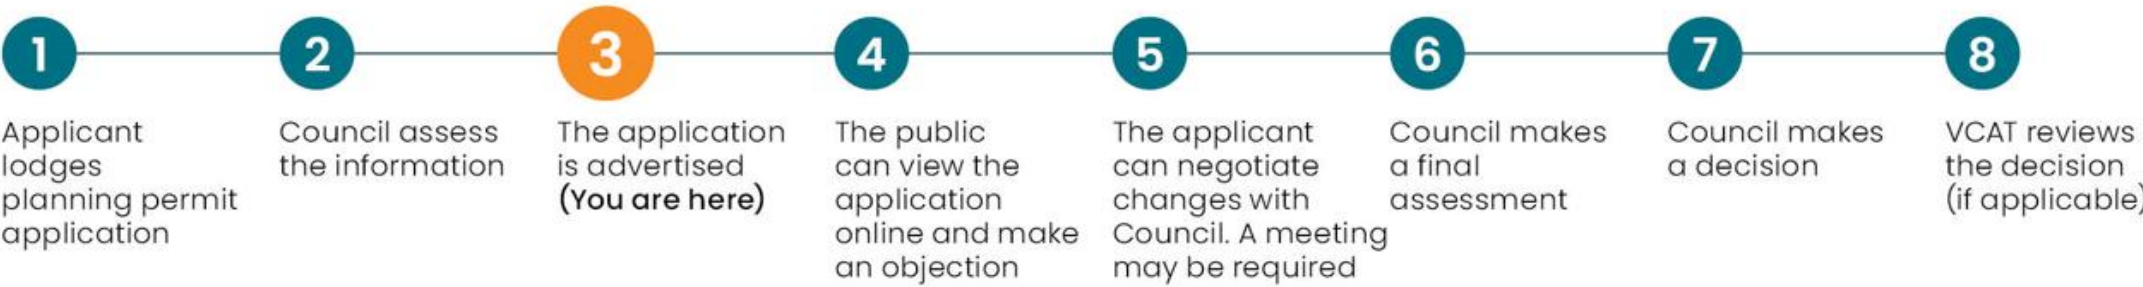 1
Applicant
lodges
planning permit
application
2
Council assess
the information
3
The application
is advertised
(You are here)
4
The public
can view the
application
online and make
an objection
5
The applicant
can negotiate
changes with
Council. A meeting
may be required
6
Council makes
a final
assessment
7
Council makes
a decision
8
VCAT reviews
the decision
(if applicable)